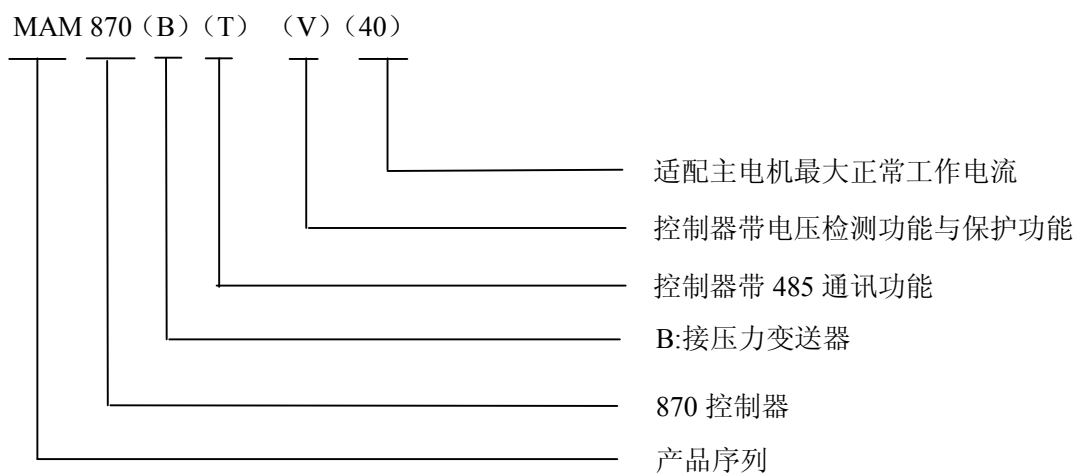 MAM 870（B）（T） （V）（40）
适配主电机最大正常工作电流
控制器带电压检测功能与保护功能
控制器带 485 通讯功能
B:接压力变送器
870 控制器
产品序列